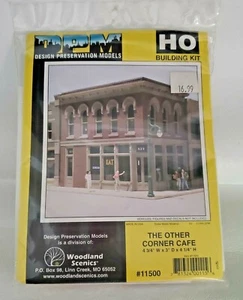 DPM
DESIGN PRESERVATION MODELS
HO
BUILDING KIT
16.99
EAT
Design Preservation Models
is a division of:
Woodland
Scenics®
P.O. Box 98, Linn Creek, MO 65052
www.woodlandscenics.com
THE OTHER
CORNER CAFE
#11500